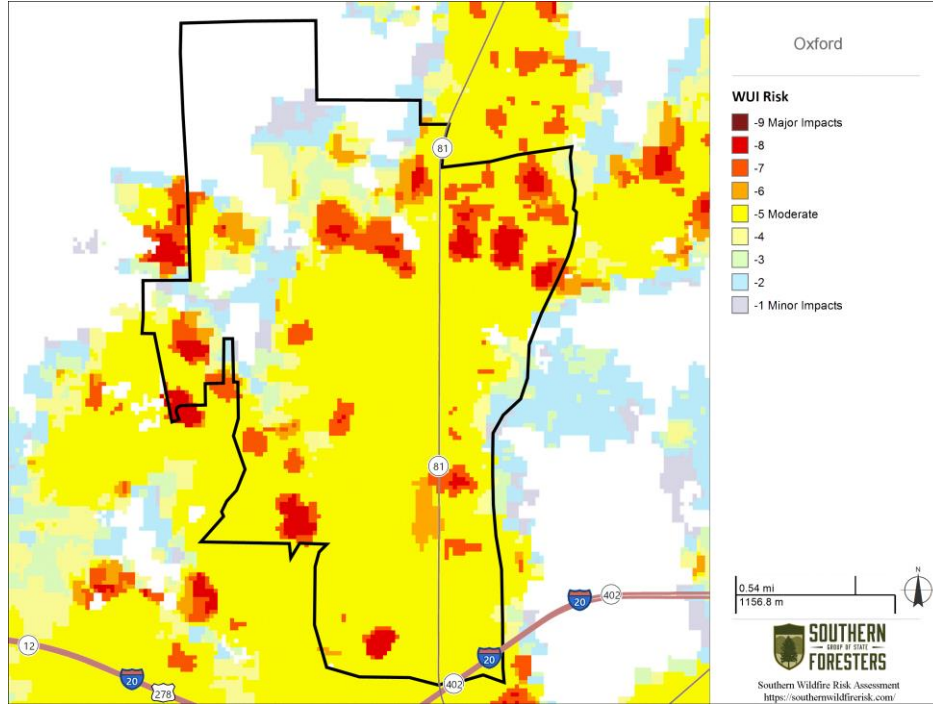 Oxford
WUI Risk
-9 Major Impacts
-8
-7
-6
-5 Moderate
-4
-3
-2
-1 Minor Impacts
81
81
20
402
12
20
278
20
402
N
0.54 mi
1156.8 m
SOUTHERN
GROUP OF STATE
FORESTERS
Southern Wildfire Risk Assessment
https://southernwildfirerisk.com/